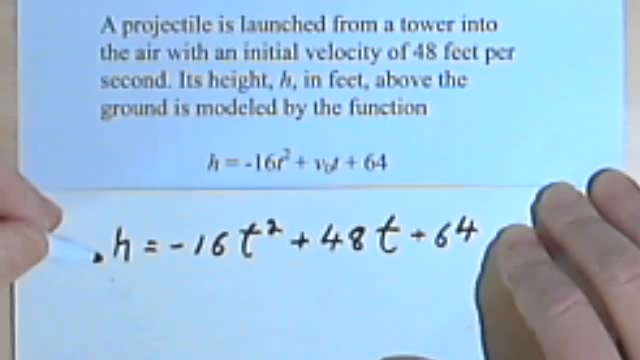 A projectile is launched from a tower into
the air with an initial velocity of 48 feet per
second. Its height, h, in feet, above the
ground is modeled by the function
h = -16t² + v₀t + 64
h = -16t² + 48t + 64